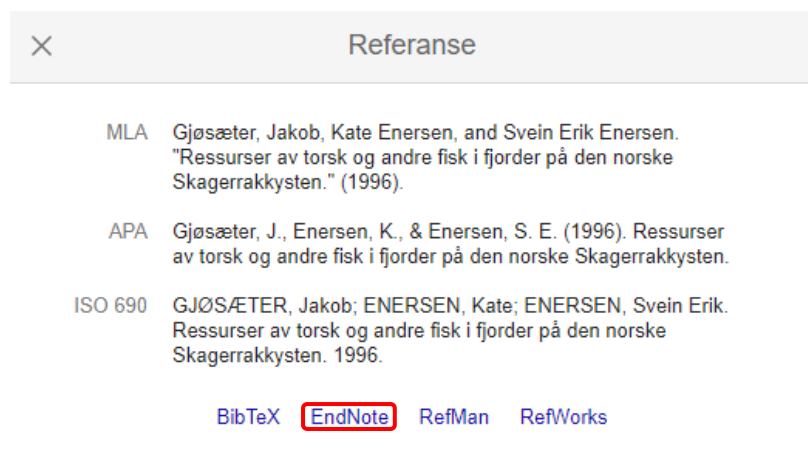 Referanse
MLA Gjøsæter, Jakob, Kate Enersen, and Svein Erik Enersen.
"Ressurser av torsk og andre fisk i fjorder på den norske
Skagerrakkysten." (1996).
APA Gjøsæter, J., Enersen, K., & Enersen, S. E. (1996). Ressurser
av torsk og andre fisk i fjorder på den norske Skagerrakkysten.
ISO 690 GJØSÆTER, Jakob; ENERSEN, Kate; ENERSEN, Svein Erik.
Ressurser av torsk og andre fisk i fjorder på den norske
Skagerrakkysten. 1996.
BibTeX EndNote RefMan RefWorks